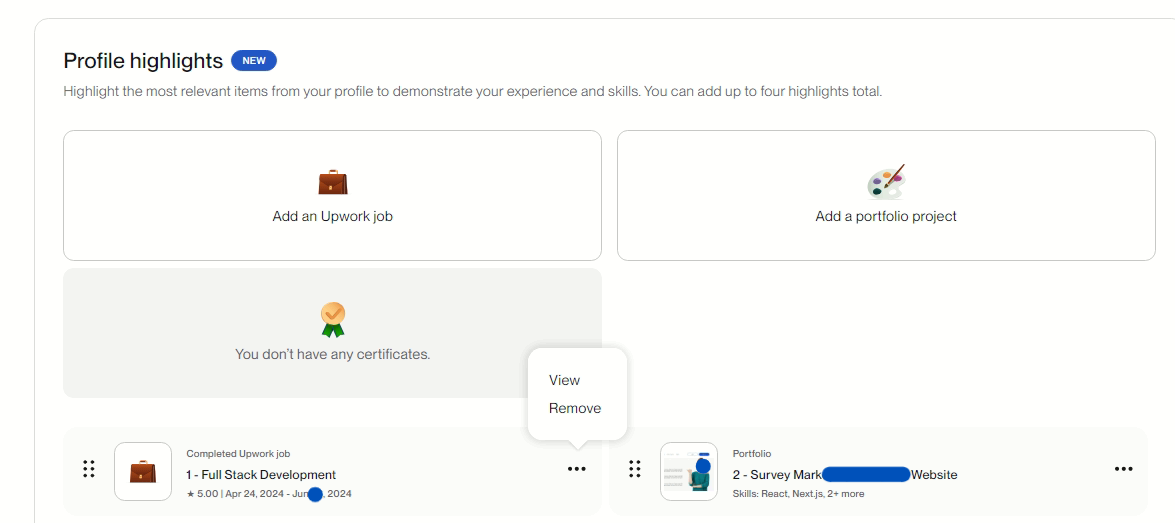 Profile highlights NEW
Highlight the most relevant items from your profile to demonstrate your experience and skills. You can add up to four highlights total.
Add an Upwork job
Add a portfolio project
You don't have any certificates.
View
Remove
Completed Upwork job
1 - Full Stack Development
★ 5.00 | Apr 24, 2024 - Jun , 2024
Portfolio
2 - Survey Mark Website
Skills: React, Next.js, 2+ more